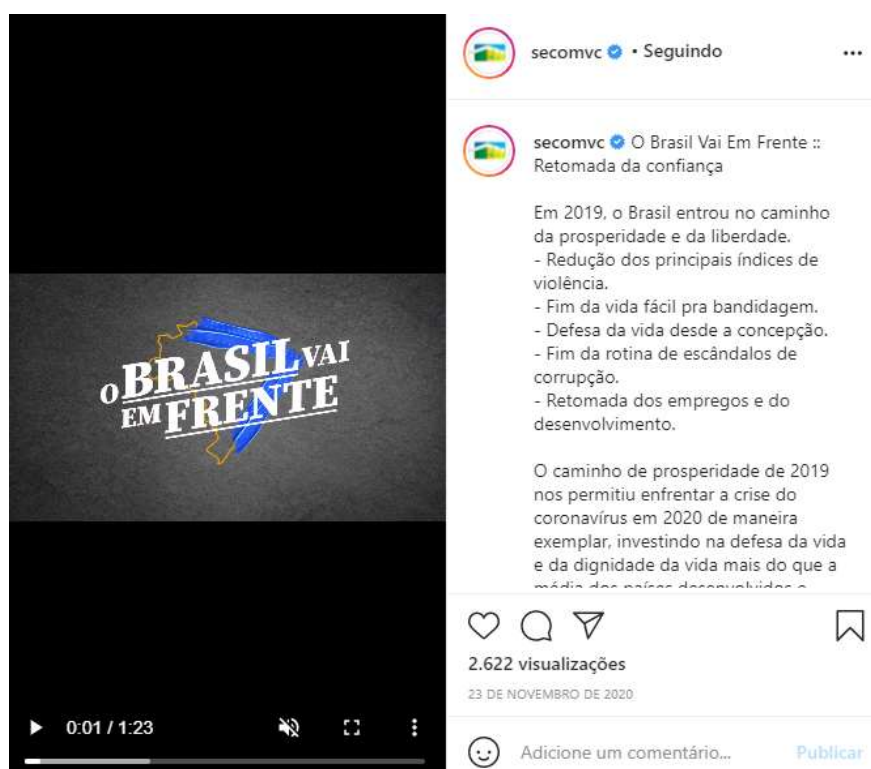 O BRASIL VAI
EM FRENTE
0:01 / 1:23
secomvc • Seguindo
secomvc O Brasil Vai Em Frente ::
Retomada da confiança
Em 2019, o Brasil entrou no caminho
da prosperidade e da liberdade.
- Redução dos principais índices de
violência.
- Fim da vida fácil pra bandidagem.
- Defesa da vida desde a concepção.
- Fim da rotina de escândalos de
corrupção.
- Retomada dos empregos e do
desenvolvimento.
O caminho de prosperidade de 2019
nos permitiu enfrentar a crise do
coronavírus em 2020 de maneira
exemplar, investindo na defesa da vida
e da dignidade da vida mais do que a
média dos países desenvolvidos e
2.622 visualizações
23 DE NOVEMBRO DE 2020
Adicione um comentário...
Publicar